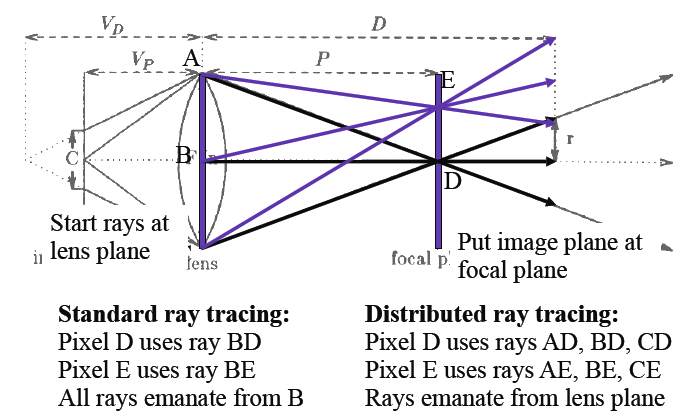 V_D D
V_P A P
E
C B F
D r
Start rays at
lens plane
lens
focal p
Put image plane at
focal plane
Standard ray tracing:
Pixel D uses ray BD
Pixel E uses ray BE
All rays emanate from B
Distributed ray tracing:
Pixel D uses rays AD, BD, CD
Pixel E uses rays AE, BE, CE
Rays emanate from lens plane